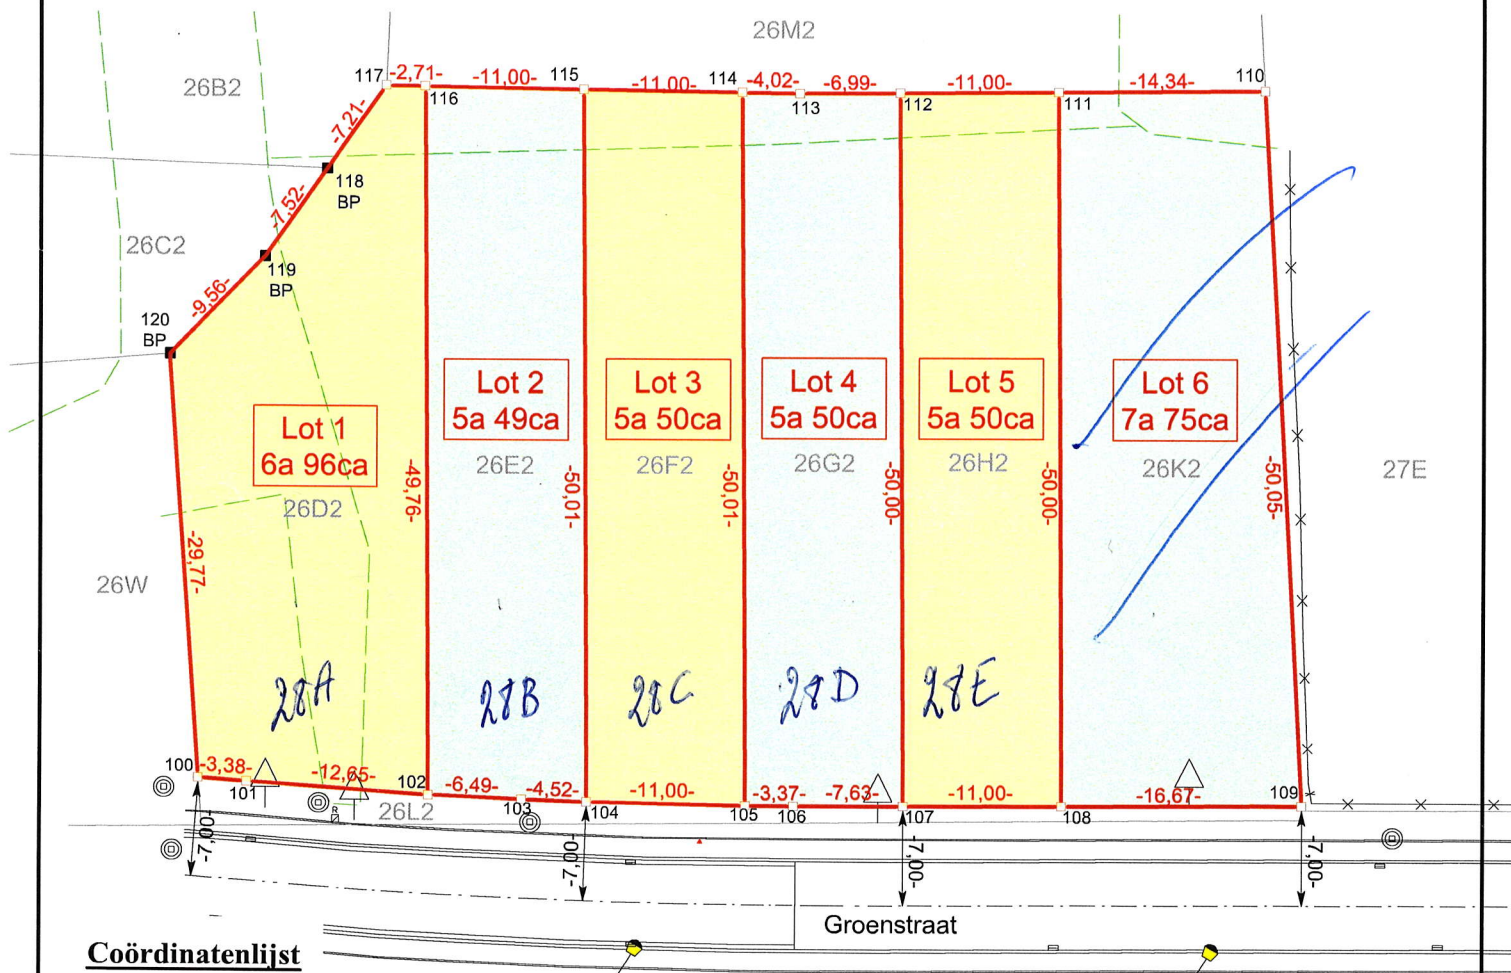 26M2
26B2
117
-2,71-
-11,00-
115
-11,00-
114
-4,02-
-6,99-
-11,00-
-14,34-
110
116
113
112
111
-7,21-
118
BP
-7,52-
26C2
119
BP
-9,56-
120
BP
Lot 1
6a 96ca
26D2
Lot 2
5a 49ca
26E2
Lot 3
5a 50ca
26F2
Lot 4
5a 50ca
26G2
Lot 5
5a 50ca
26H2
Lot 6
7a 75ca
26K2
27E
-49,76-
-50,01-
-50,01-
-50,00-
-50,00-
-50,05-
-29,77-
26W
28A
28B
28C
28D
28E
100
-3,38-
101
-12,65-
102
26L2
-6,49-
103
-4,52-
104
-11,00-
105
-3,37-
106
-7,63-
107
-11,00-
108
-16,67-
109
-7,00-
-7,00-
-7,00-
-7,00-
Groenstraat
Coördinatenlijst